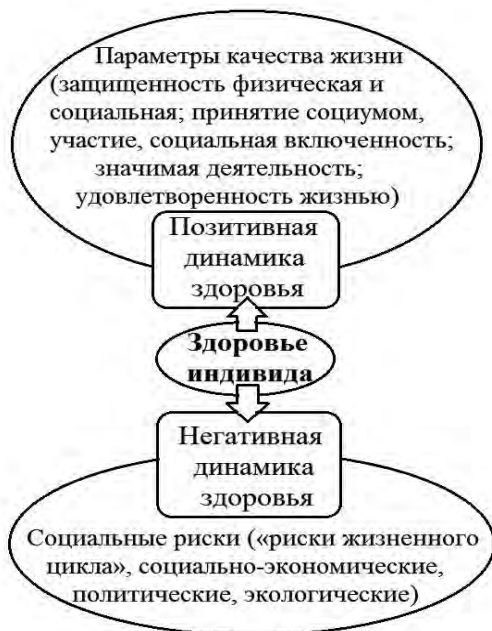 Параметры качества жизни
(защищенность физическая и
социальная; принятие социумом,
участие, социальная включенность;
значимая деятельность;
удовлетворенность жизнью)
Позитивная
динамика
здоровья
Здоровье
индивида
Негативная
динамика
здоровья
Социальные риски («риски жизненного
цикла», социально-экономические,
политические, экологические)